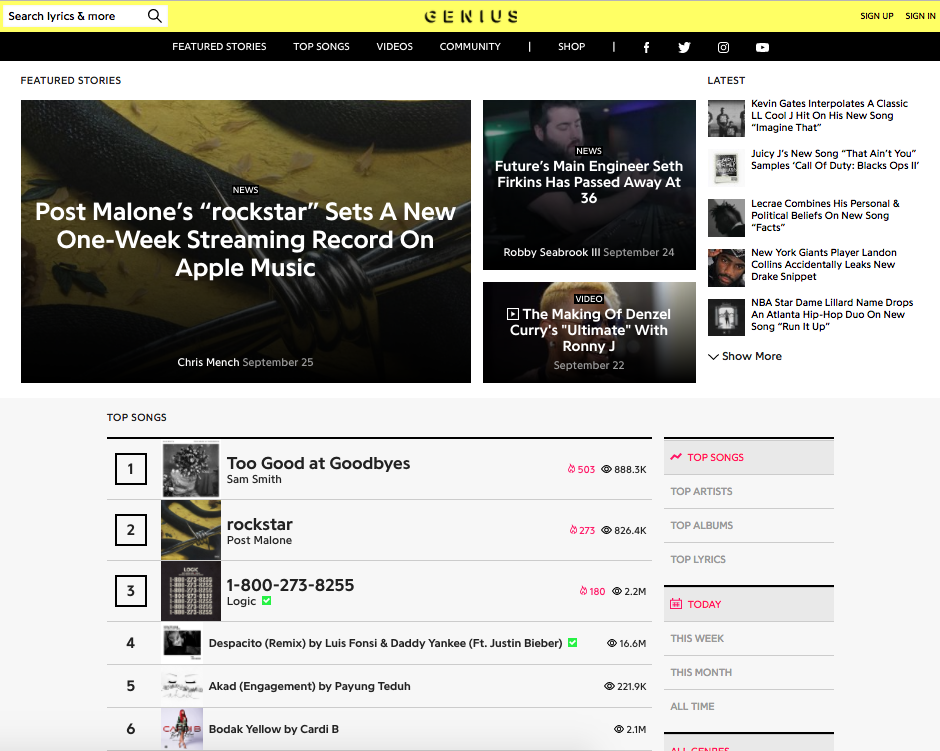 Search lyrics & more
GENIUS
SIGN UP
SIGN IN
FEATURED STORIES
TOP SONGS
VIDEOS
COMMUNITY
|
SHOP
|
FEATURED STORIES
NEWS
Post Malone's “rockstar” Sets A New
One-Week Streaming Record On
Apple Music
Chris Mench September 25
NEWS
Future's Main Engineer Seth
Firkins Has Passed Away At
36
Robby Seabrook III September 24
VIDEO
The Making Of Denzel
Curry's "Ultimate" With
Ronny J
September 22
LATEST
Kevin Gates Interpolates A Classic
LL Cool J Hit On His New Song
“Imagine That”
Juicy J's New Song “That Ain't You”
Samples ‘Call Of Duty: Blacks Ops II’
Lecrae Combines His Personal &
Political Beliefs On New Song
“Facts”
New York Giants Player Landon
Collins Accidentally Leaks New
Drake Snippet
NBA Star Dame Lillard Name Drops
An Atlanta Hip-Hop Duo On New
Song “Run It Up”
Show More
TOP SONGS
1
Too Good at Goodbyes
Sam Smith
503 888.3K
2
rockstar
Post Malone
273 826.4K
3
LOGIC
1-800-273-8255
Logic
180 2.2M
4
Despacito (Remix) by Luis Fonsi & Daddy Yankee (Ft. Justin Bieber)
16.6M
5
Akad (Engagement) by Payung Teduh
221.9K
6
CARDI B
Bodak Yellow by Cardi B
2.1M
TOP SONGS
TOP ARTISTS
TOP ALBUMS
TOP LYRICS
TODAY
THIS WEEK
THIS MONTH
ALL TIME
ALL GENRES